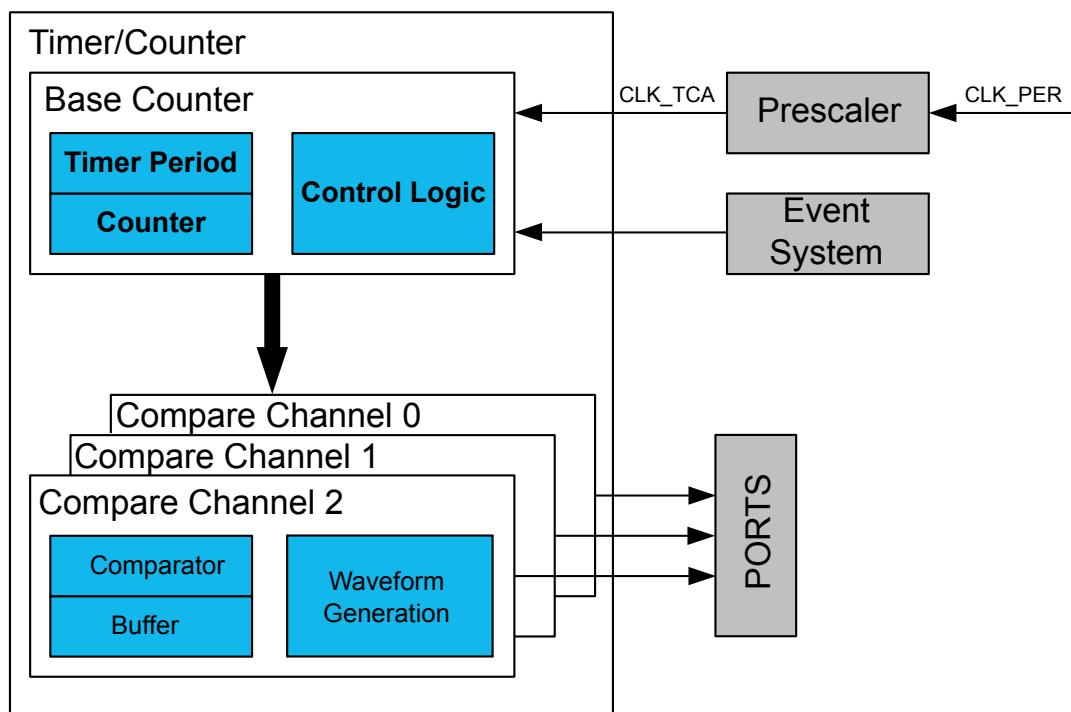 Timer/Counter
Base Counter
Timer Period
Counter
Control Logic
CLK_TCA
Prescaler
CLK_PER
Event
System
Compare Channel 0
Compare Channel 1
Compare Channel 2
Comparator
Buffer
Waveform
Generation
PORTS